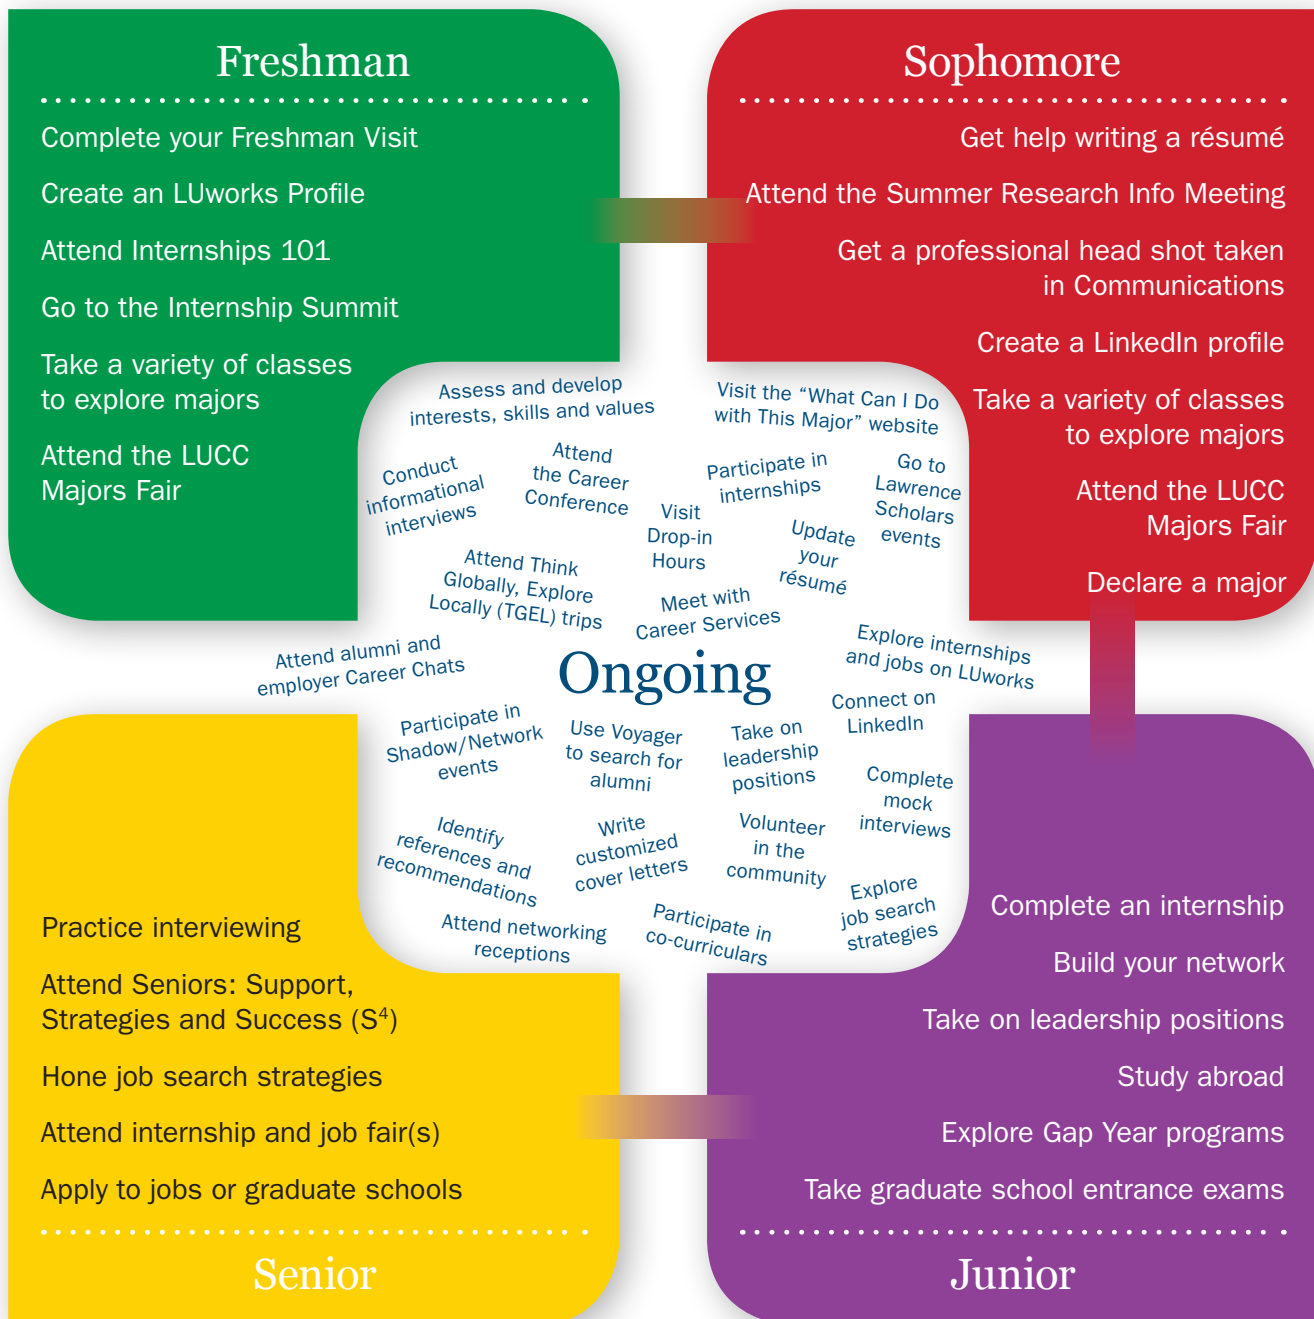 Freshman
Complete your Freshman Visit
Create an LUworks Profile
Attend Internships 101
Go to the Internship Summit
Take a variety of classes
to explore majors
Attend the LUCC
Majors Fair
Sophomore
Get help writing a résumé
Attend the Summer Research Info Meeting
Get a professional head shot taken
in Communications
Create a LinkedIn profile
Take a variety of classes
to explore majors
Attend the LUCC
Majors Fair
Declare a major
Assess and develop
interests, skills and values
Visit the “What Can I Do
with This Major” website
Conduct
informational
interviews
Attend
the Career
Conference
Visit
Drop-in
Hours
Participate in
internships
Go to
Lawrence
Scholars
events
Update
your
résumé
Attend Think
Globally, Explore
Locally (TGEL) trips
Meet with
Career Services
Attend alumni and
employer Career Chats
Ongoing
Explore internships
and jobs on LUworks
Connect on
LinkedIn
Participate in
Shadow/Network
events
Use Voyager
to search for
alumni
Take on
leadership
positions
Complete
mock
interviews
Identify
references and
recommendations
Write
customized
cover letters
Volunteer
in the
community
Explore
job search
strategies
Attend networking
receptions
Participate in
co-curriculars
Practice interviewing
Attend Seniors: Support,
Strategies and Success (S⁴)
Hone job search strategies
Attend internship and job fair(s)
Apply to jobs or graduate schools
Senior
Complete an internship
Build your network
Take on leadership positions
Study abroad
Explore Gap Year programs
Take graduate school entrance exams
Junior